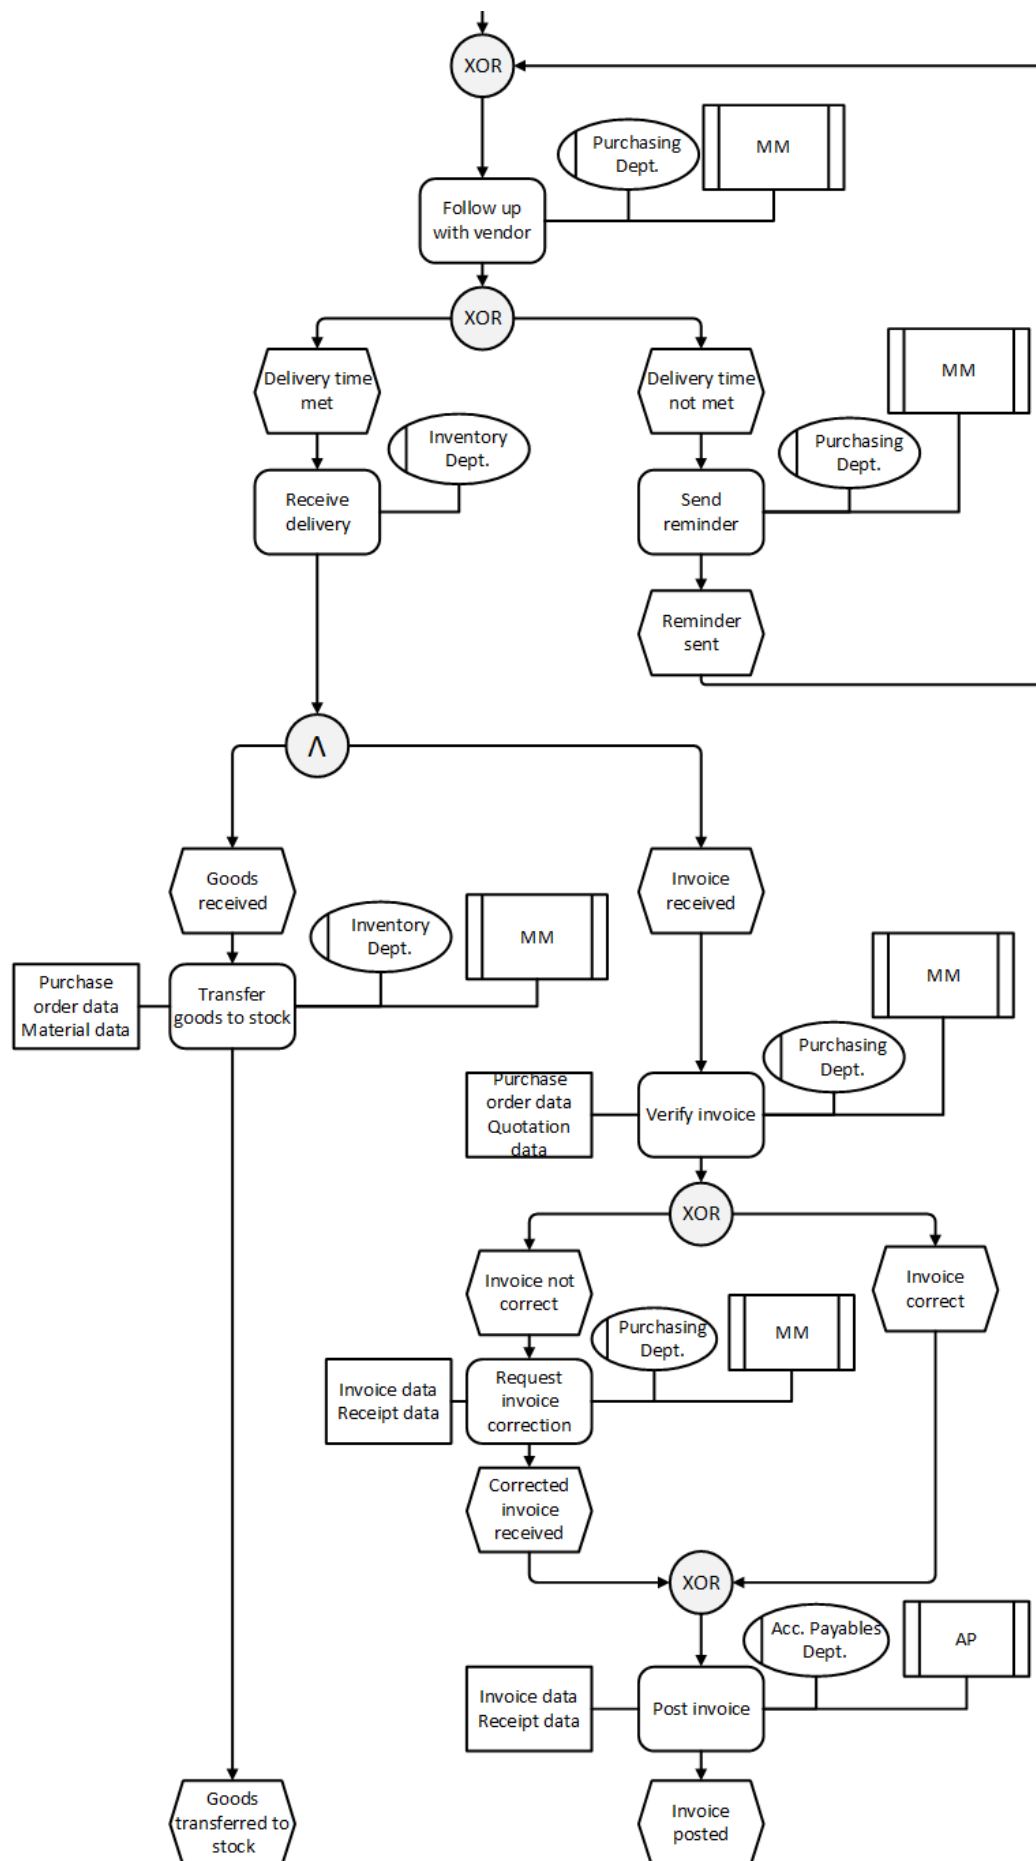 XOR
Purchasing
Dept.
MM
Follow up
with vendor
XOR
Delivery time
met
Delivery time
not met
MM
Inventory
Dept.
Purchasing
Dept.
Receive
delivery
Send
reminder
Reminder
sent
Λ
Goods
received
Invoice
received
Inventory
Dept.
MM
MM
Purchase
order data
Material data
Transfer
goods to stock
Purchasing
Dept.
Purchase
order data
Quotation
data
Verify invoice
XOR
Invoice not
correct
Invoice
correct
Purchasing
Dept.
MM
Invoice data
Receipt data
Request
invoice
correction
Corrected
invoice
received
XOR
Acc. Payables
Dept.
AP
Invoice data
Receipt data
Post invoice
Goods
transferred to
stock
Invoice
posted